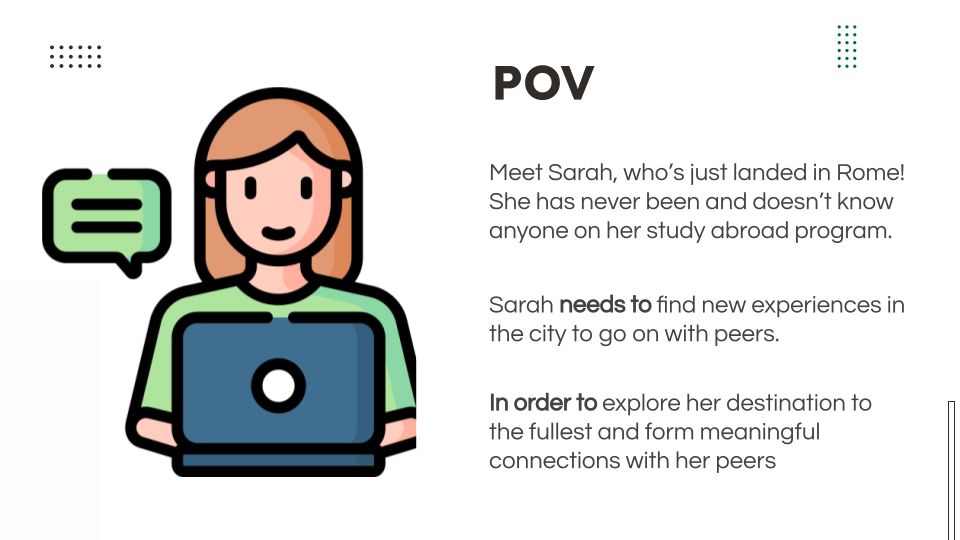 POV
Meet Sarah, who’s just landed in Rome!
She has never been and doesn’t know
anyone on her study abroad program.
Sarah needs to find new experiences in
the city to go on with peers.
In order to explore her destination to
the fullest and form meaningful
connections with her peers